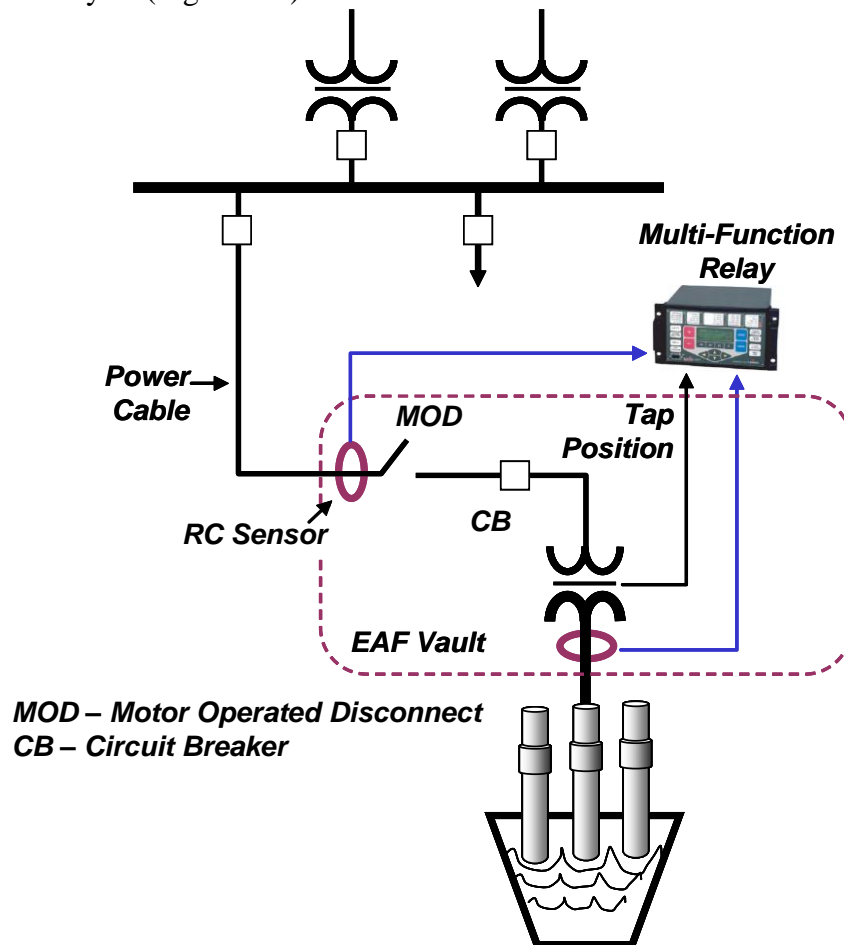 Multi-Function
Relay
Power
Cable
MOD
Tap
Position
RC Sensor
CB
EAF Vault
MOD – Motor Operated Disconnect
CB – Circuit Breaker